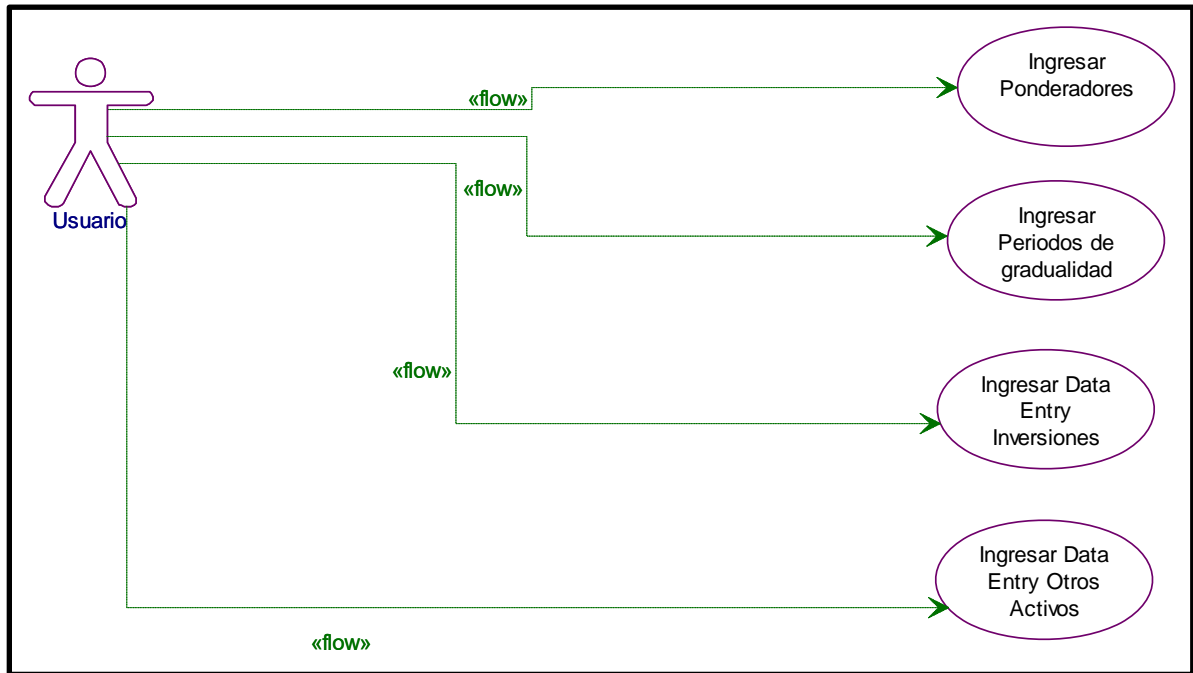 Ingresar
Ponderadores
«flow»
«flow»
Ingresar
Periodos de
gradualidad
Usuario
«flow»
Ingresar Data
Entry
Inversiones
Ingresar Data
Entry Otros
Activos
«flow»